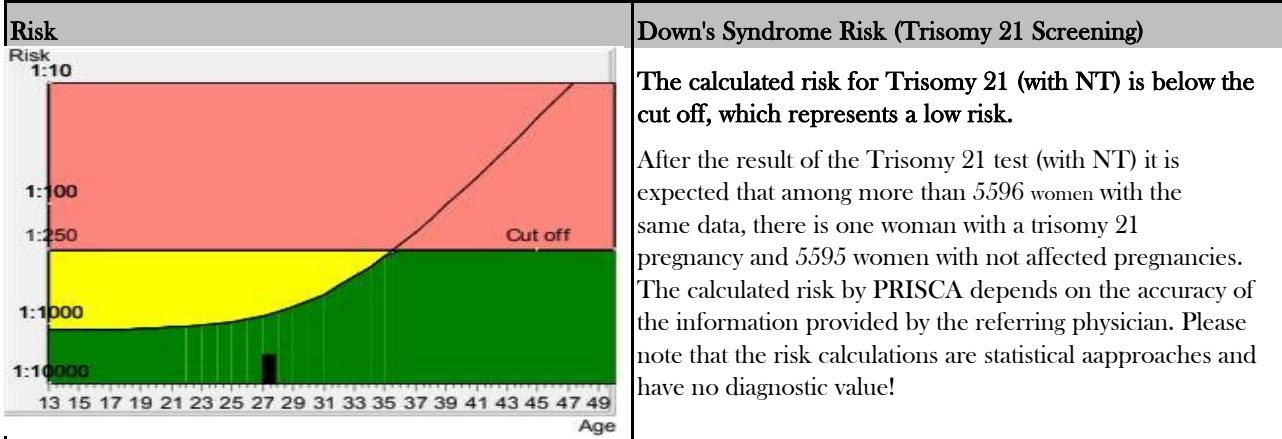 Risk
Risk
1:10
1:100
1:250
Cut off
1:1000
1:10000
13 15 17 19 21 23 25 27 29 31 33 35 37 39 41 43 45 47 49
Age
Down's Syndrome Risk (Trisomy 21 Screening)
The calculated risk for Trisomy 21 (with NT) is below the
cut off, which represents a low risk.
After the result of the Trisomy 21 test (with NT) it is
expected that among more than 5596 women with the
same data, there is one woman with a trisomy 21
pregnancy and 5595 women with not affected pregnancies.
The calculated risk by PRISCA depends on the accuracy of
the information provided by the referring physician. Please
note that the risk calculations are statistical aapproaches and
have no diagnostic value!